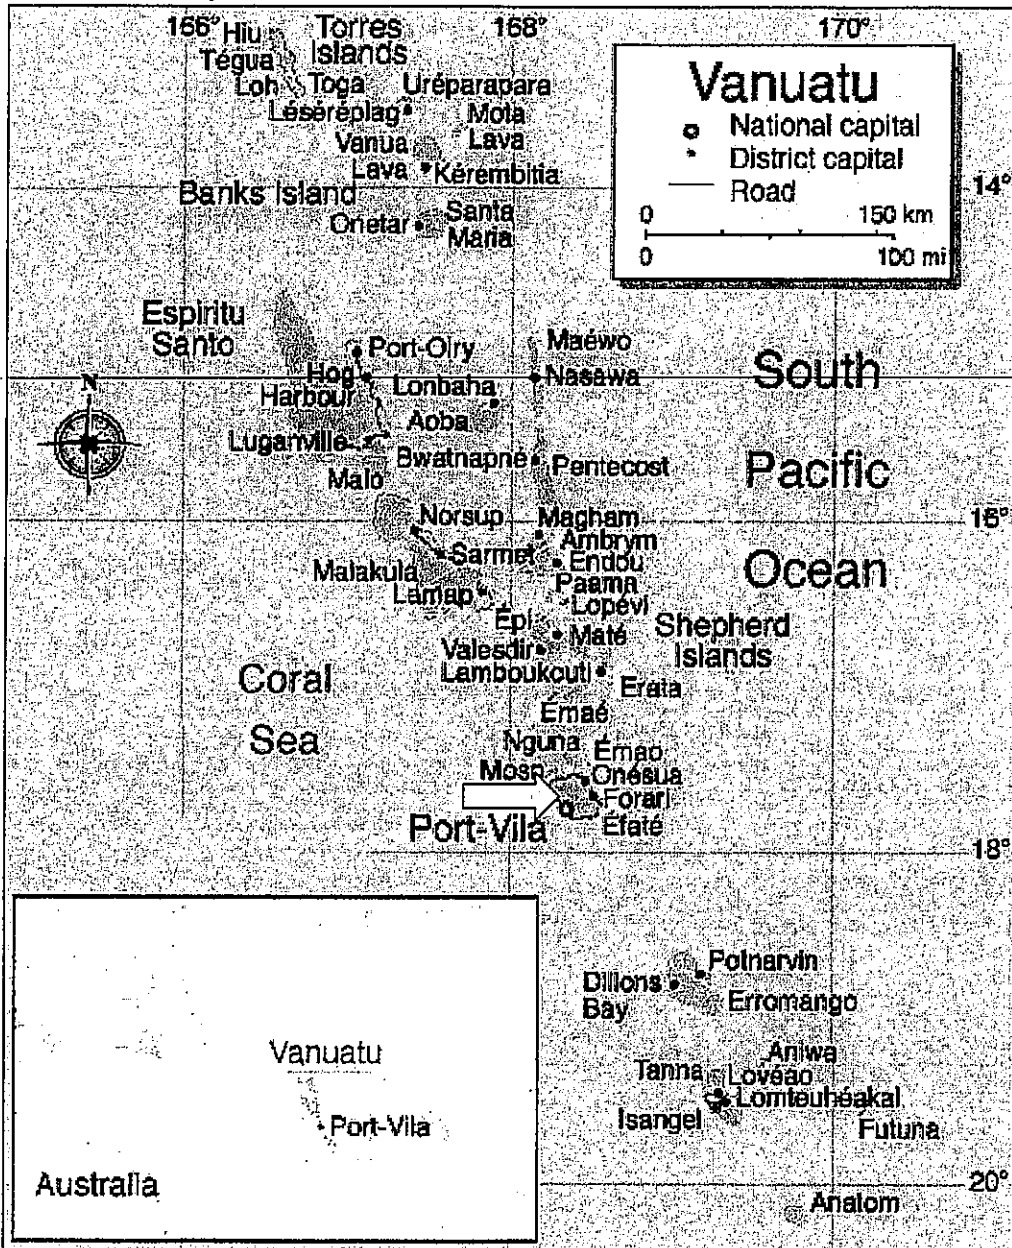 166°
168°
170°
Hiu
Torres
Islands
Tégua
Loh
Toga
Uréparapara
Léséréplag
Mota
Lava
Vanua
Lava
Kérembitia
Banks Island
14°
Onetar
Santa
Maria
Vanuatu
National capital
District capital
Road
0 150 km
0 100 mi
Espiritu
Santo
Port-Olry
Maéwo
Hog
Harbour
Lonbaha
Nasawa
South
N
Aoba
Luganville
Bwatnapné
Pentecost
Pacific
Malo
Norsup
Magham
16°
Ambrym
Sarmet
Endou
Ocean
Malakula
Paama
Lamap
Lopévi
Épi
Maté
Shepherd
Islands
Valesdir
Lamboukouti
Coral
Sea
Erata
Émaé
Nguna
Émao
Mosn
Onésua
Forari
Port-Vila
Éfaté
18°
Potnarvin
Dillons
Bay
Erromango
Vanuatu
Aniwa
Tanna
Lovéao
Lomteuhéakal
Port-Vila
Isangel
Futuna
Australia
20°
Anatom